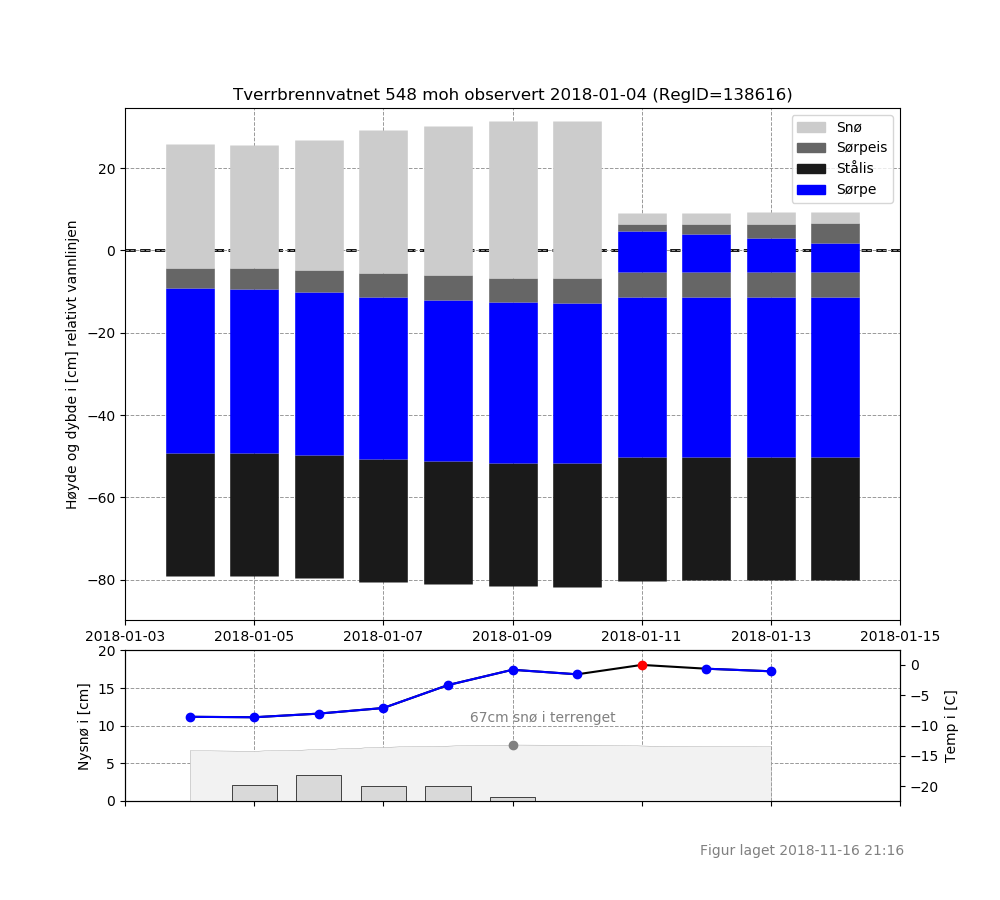 Tverrbrennvatnet 548 moh observert 2018-01-04 (RegID=138616)
Snø
Sørpeis
Stålis
Sørpe
Høyde og dybde i [cm] relativt vannlinjen
20
0
−20
−40
−60
−80
2018-01-03
2018-01-05
2018-01-07
2018-01-09
2018-01-11
2018-01-13
2018-01-15
Nysnø i [cm]
20
15
10
5
0
67cm snø i terrenget
0
−5
−10
−15
−20
Temp i [C]
Figur laget 2018-11-16 21:16